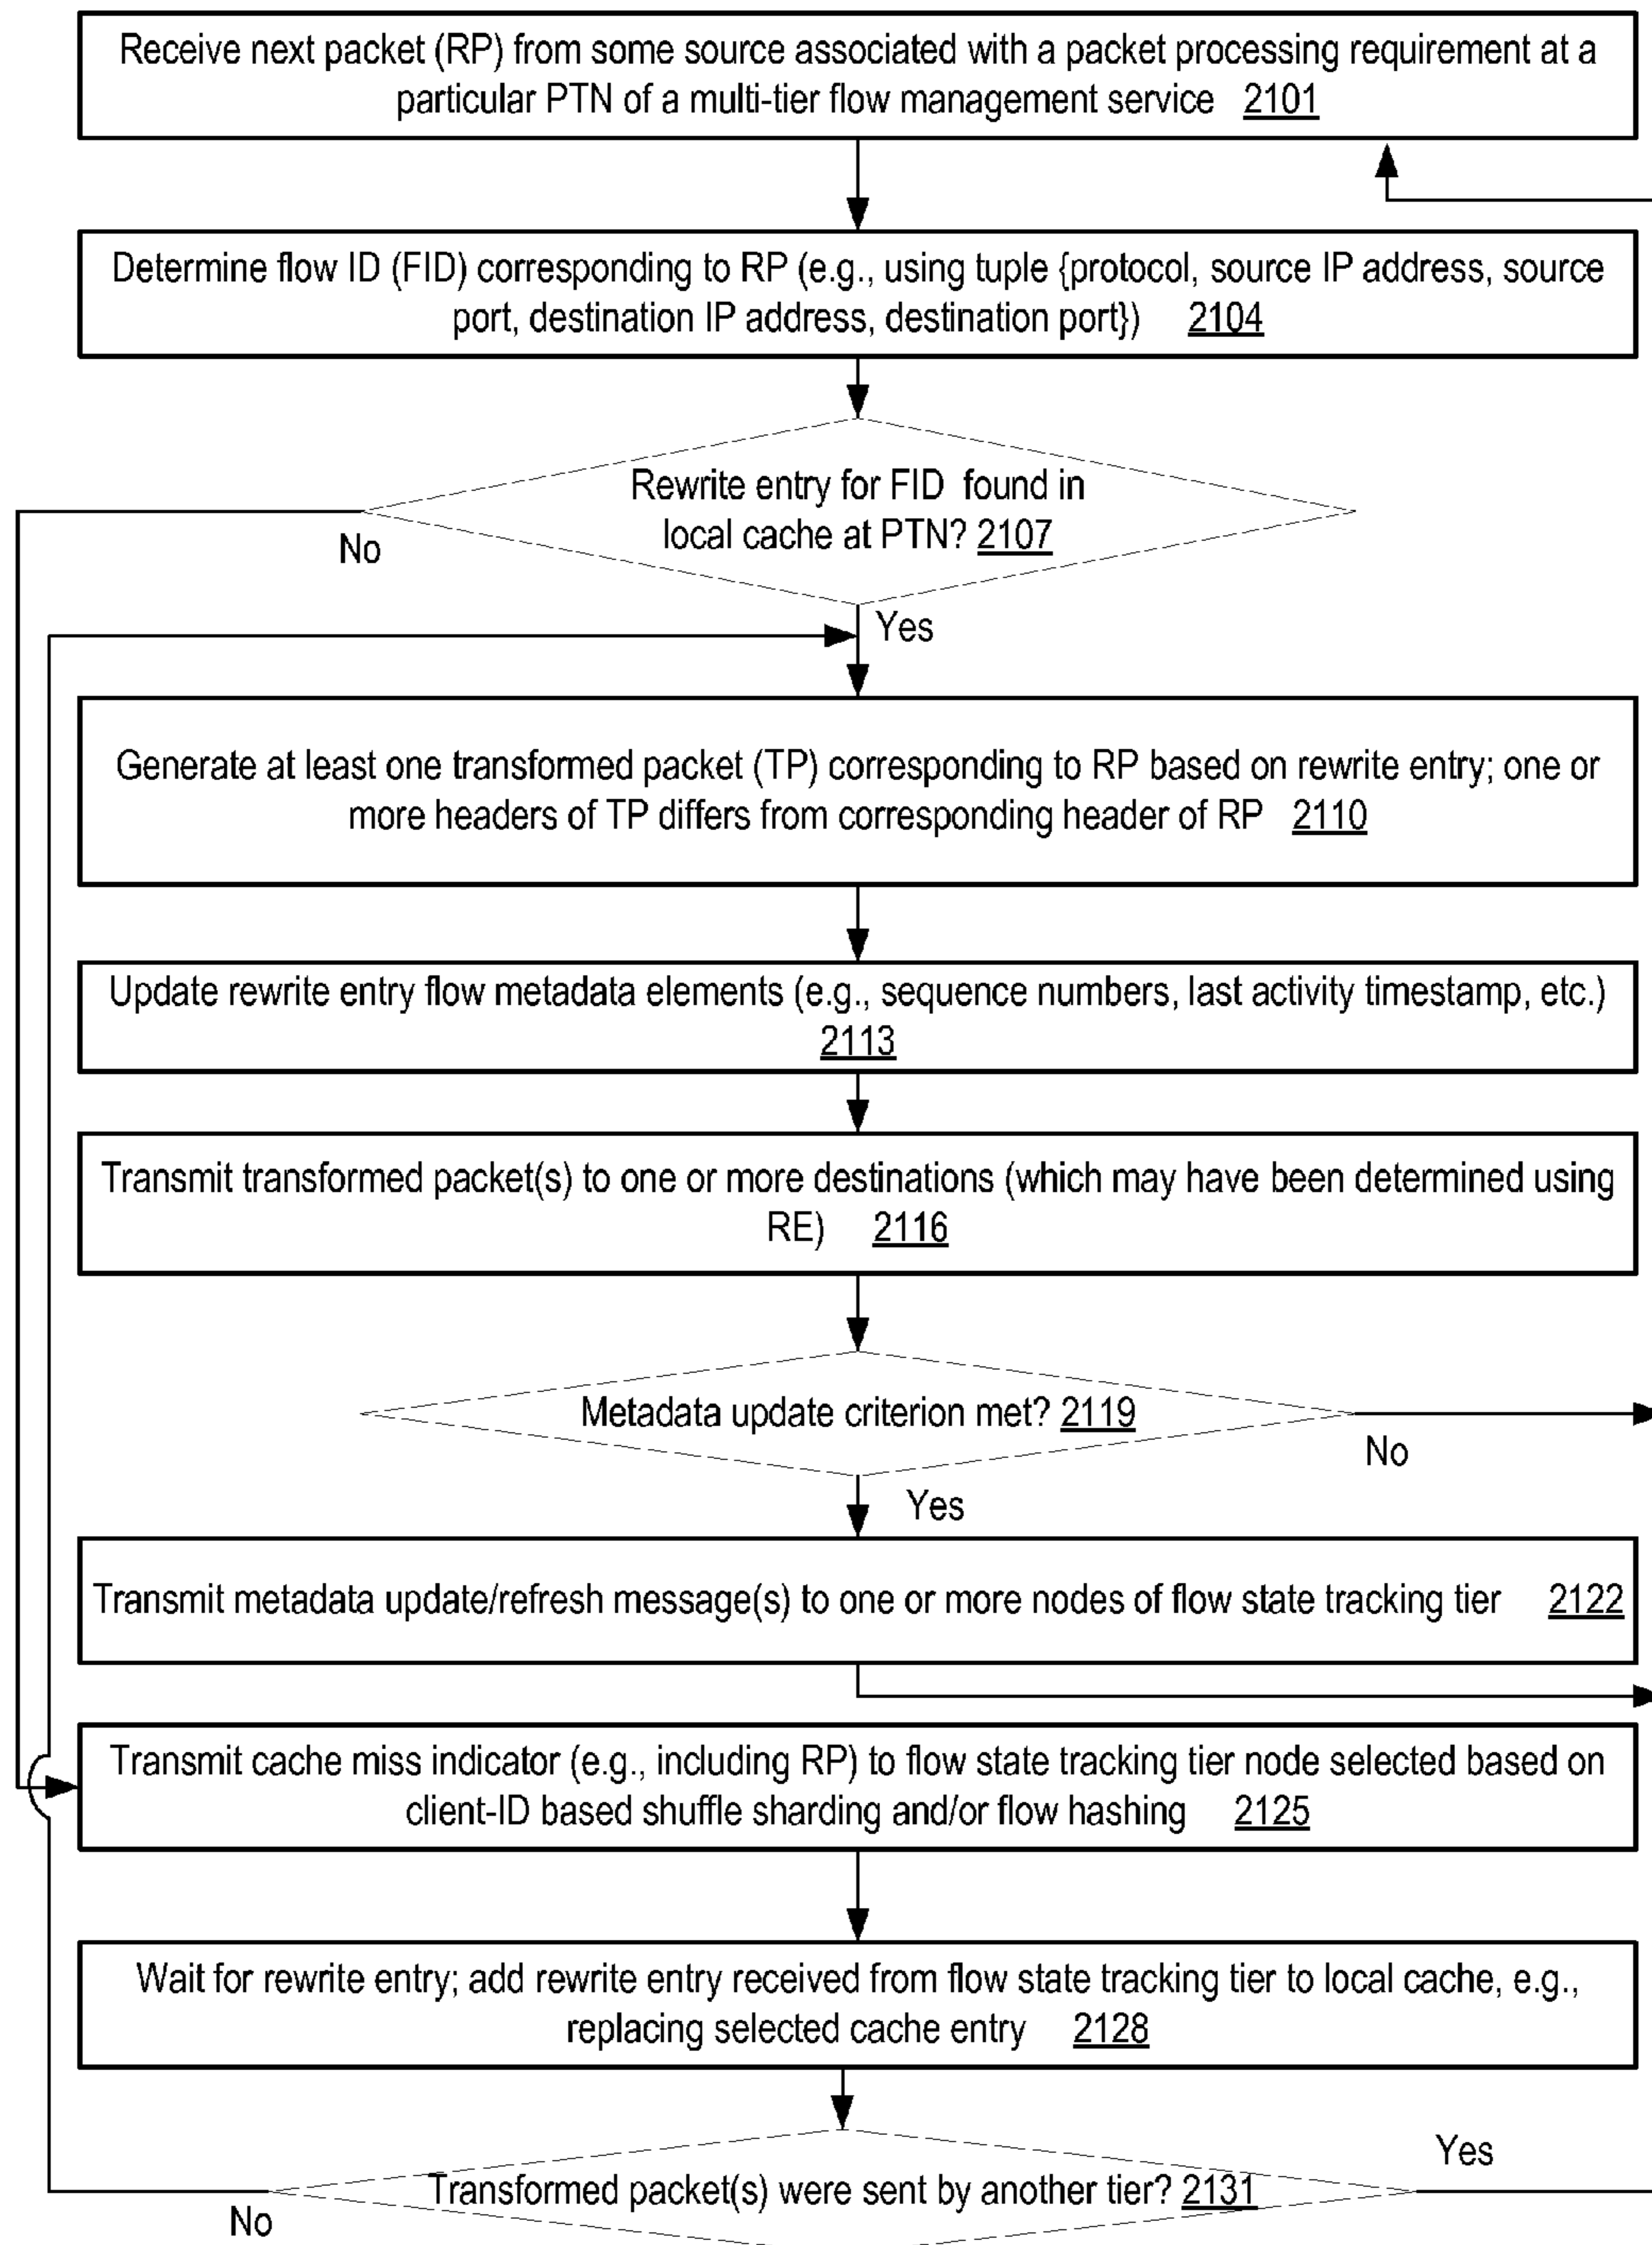 Receive next packet (RP) from some source associated with a packet processing requirement at a
particular PTN of a multi-tier flow management service 2101
Determine flow ID (FID) corresponding to RP (e.g., using tuple {protocol, source IP address, source
port, destination IP address, destination port}) 2104
Rewrite entry for FID found in
local cache at PTN? 2107
No
Yes
Generate at least one transformed packet (TP) corresponding to RP based on rewrite entry; one or
more headers of TP differs from corresponding header of RP 2110
Update rewrite entry flow metadata elements (e.g., sequence numbers, last activity timestamp, etc.)
2113
Transmit transformed packet(s) to one or more destinations (which may have been determined using
RE) 2116
Metadata update criterion met? 2119
No
Yes
Transmit metadata update/refresh message(s) to one or more nodes of flow state tracking tier 2122
Transmit cache miss indicator (e.g., including RP) to flow state tracking tier node selected based on
client-ID based shuffle sharding and/or flow hashing 2125
Wait for rewrite entry; add rewrite entry received from flow state tracking tier to local cache, e.g.,
replacing selected cache entry 2128
Yes
Transformed packet(s) were sent by another tier? 2131
No